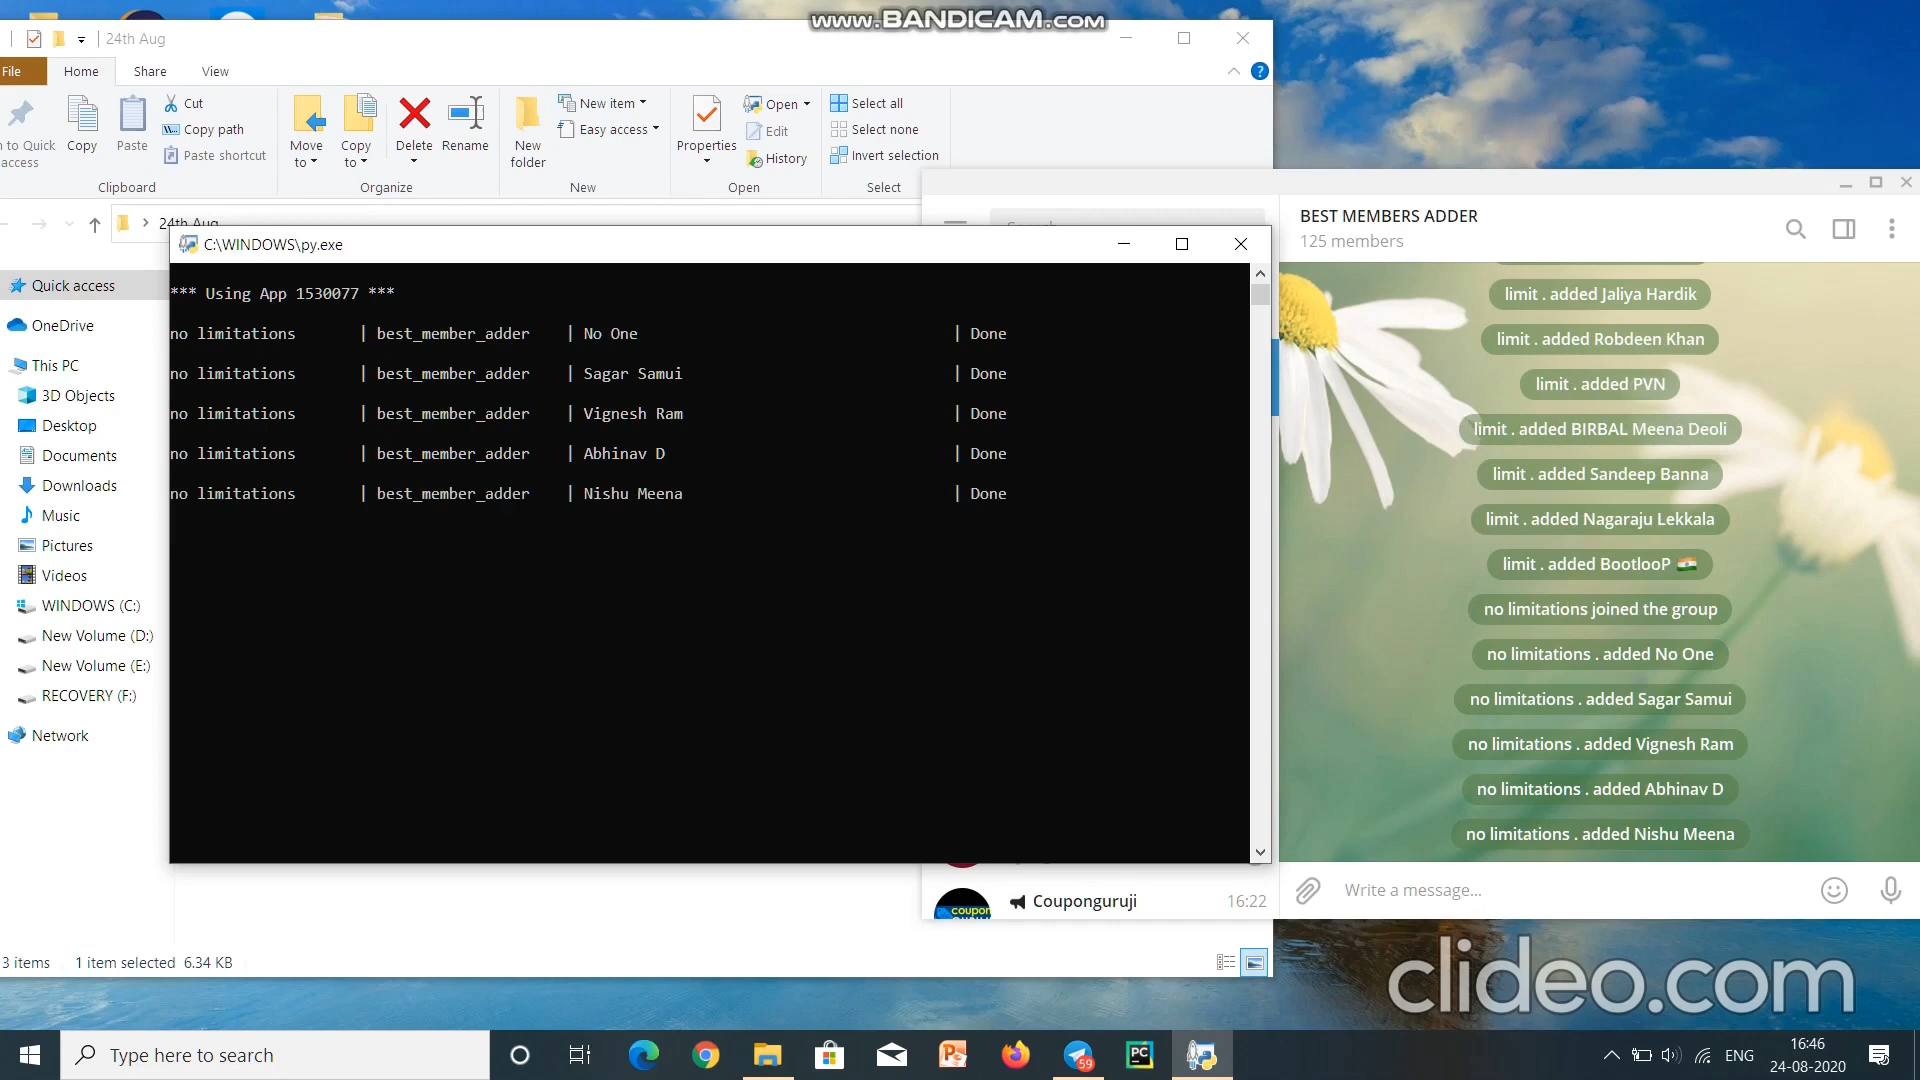 www.BANDICAM.com
24th Aug
File
Home
Share
View
Copy
Paste
Cut
Copy path
Paste shortcut
Clipboard
Move to
Copy to
Delete
Rename
Organize
New folder
New item
Easy access
New
Properties
Open
Edit
History
Open
Select all
Select none
Invert selection
Select
24th Aug
Quick access
OneDrive
This PC
3D Objects
Desktop
Documents
Downloads
Music
Pictures
Videos
WINDOWS (C:)
New Volume (D:)
New Volume (E:)
RECOVERY (F:)
Network
3 items
1 item selected 6.34 KB
C:\WINDOWS\py.exe
*** Using App 1530077 ***
no limitations | best_member_adder | No One | Done
no limitations | best_member_adder | Sagar Samui | Done
no limitations | best_member_adder | Vignesh Ram | Done
no limitations | best_member_adder | Abhinav D | Done
no limitations | best_member_adder | Nishu Meena | Done
BEST MEMBERS ADDER
125 members
limit . added Jaliya Hardik
limit . added Robdeen Khan
limit . added PVN
limit . added BIRBAL Meena Deoli
limit . added Sandeep Banna
limit . added Nagaraju Lekkala
limit . added BootlooP 🇮🇳
no limitations joined the group
no limitations . added No One
no limitations . added Sagar Samui
no limitations . added Vignesh Ram
no limitations . added Abhinav D
no limitations . added Nishu Meena
Write a message...
coupon
Couponguruji
16:22
clideo.com
Type here to search
59
PC
ENG
16:46
24-08-2020